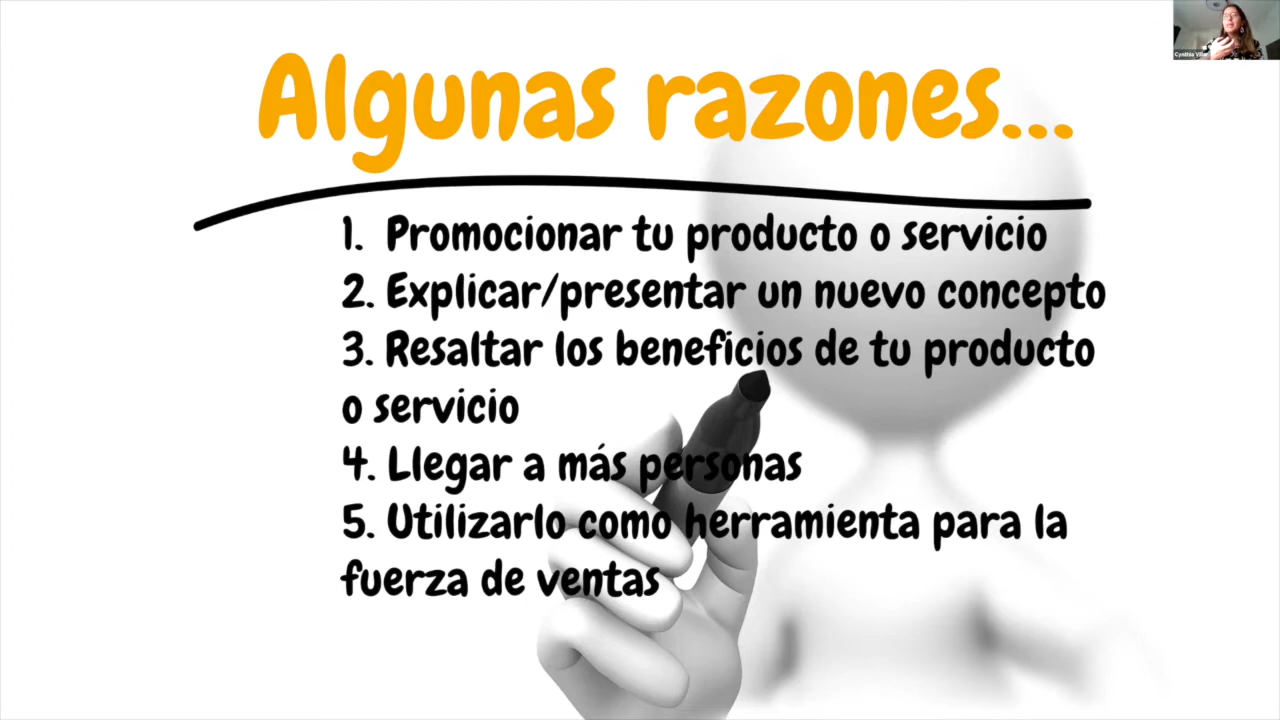 Algunas razones...
1. Promocionar tu producto o servicio
2. Explicar/presentar un nuevo concepto
3. Resaltar los beneficios de tu producto
o servicio
4. Llegar a más personas
5. Utilizarlo como herramienta para la
fuerza de ventas
Cynthia